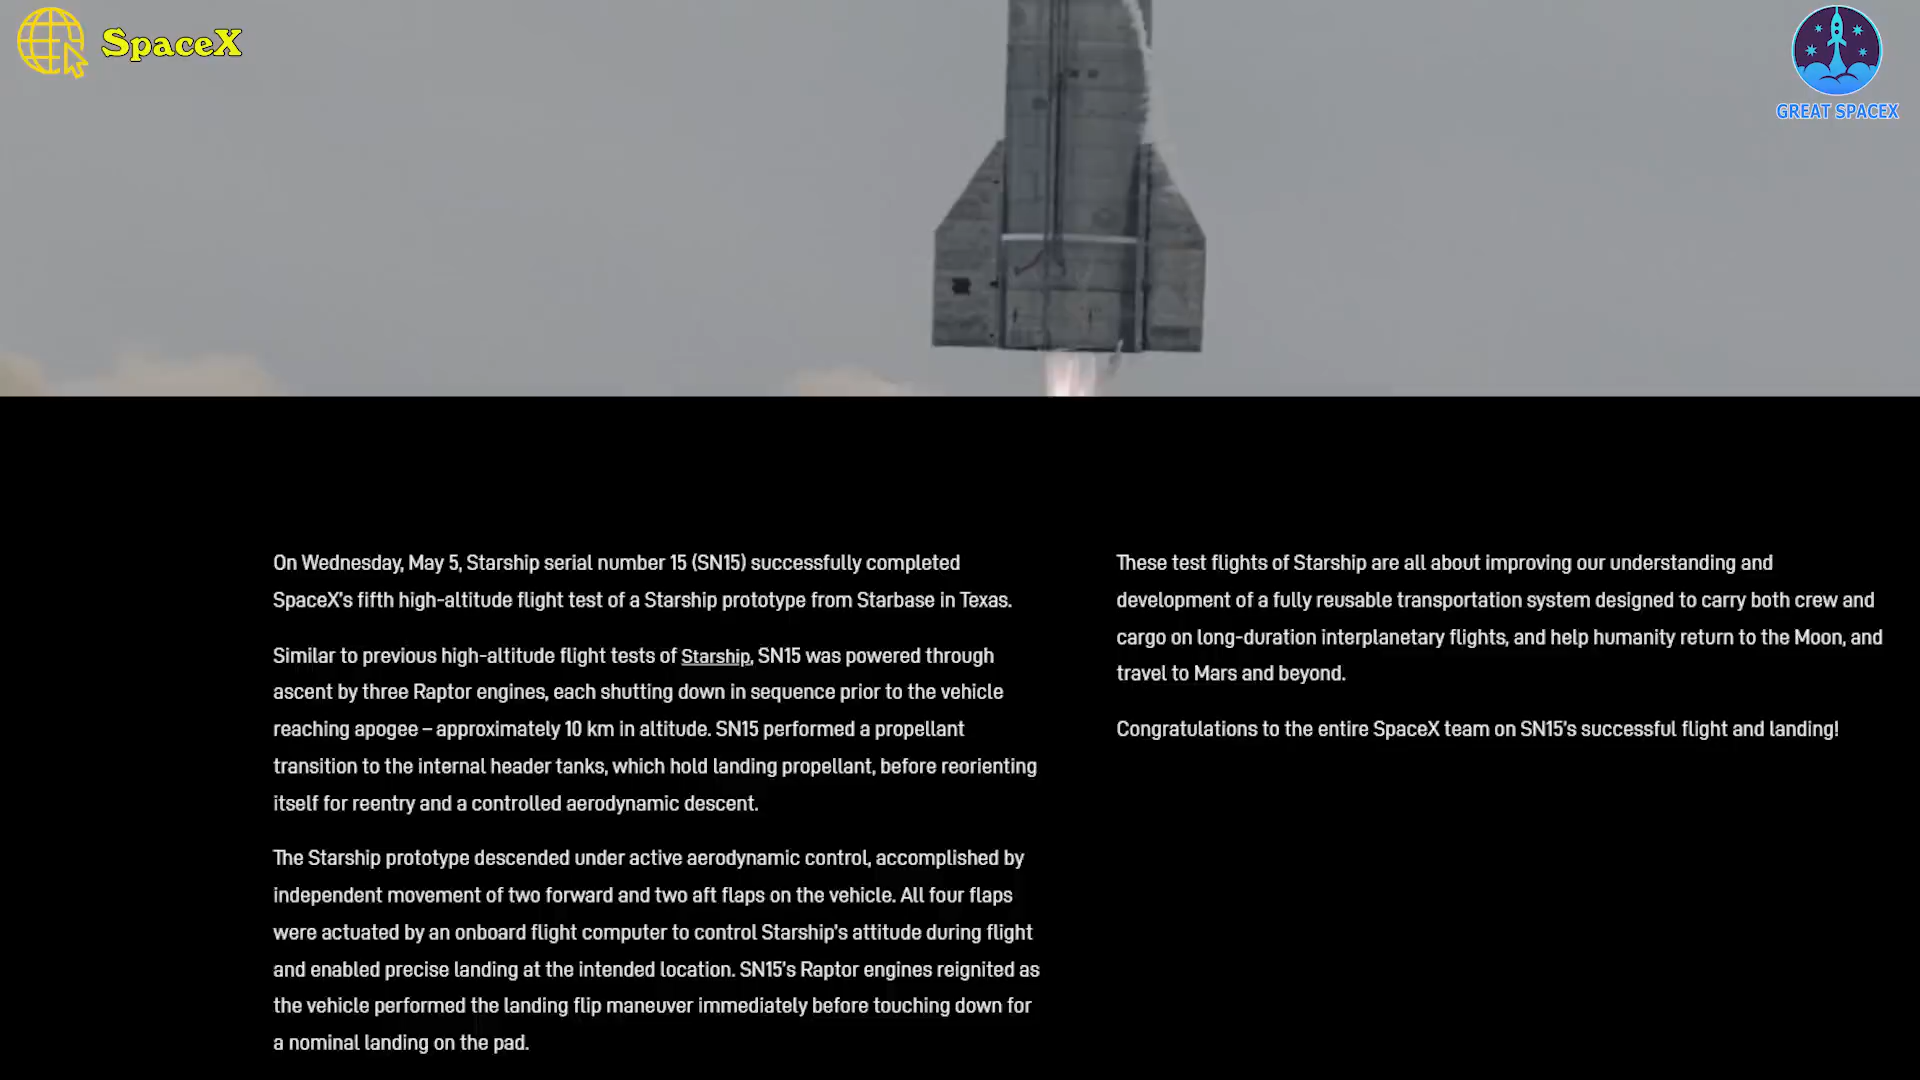 SpaceX
GREAT SPACEX
On Wednesday, May 5, Starship serial number 15 (SN15) successfully completed
SpaceX's fifth high-altitude flight test of a Starship prototype from Starbase in Texas.
Similar to previous high-altitude flight tests of Starship, SN15 was powered through
ascent by three Raptor engines, each shutting down in sequence prior to the vehicle
reaching apogee – approximately 10 km in altitude. SN15 performed a propellant
transition to the internal header tanks, which hold landing propellant, before reorienting
itself for reentry and a controlled aerodynamic descent.
The Starship prototype descended under active aerodynamic control, accomplished by
independent movement of two forward and two aft flaps on the vehicle. All four flaps
were actuated by an onboard flight computer to control Starship's attitude during flight
and enabled precise landing at the intended location. SN15's Raptor engines reignited as
the vehicle performed the landing flip maneuver immediately before touching down for
a nominal landing on the pad.
These test flights of Starship are all about improving our understanding and
development of a fully reusable transportation system designed to carry both crew and
cargo on long-duration interplanetary flights, and help humanity return to the Moon, and
travel to Mars and beyond.
Congratulations to the entire SpaceX team on SN15's successful flight and landing!